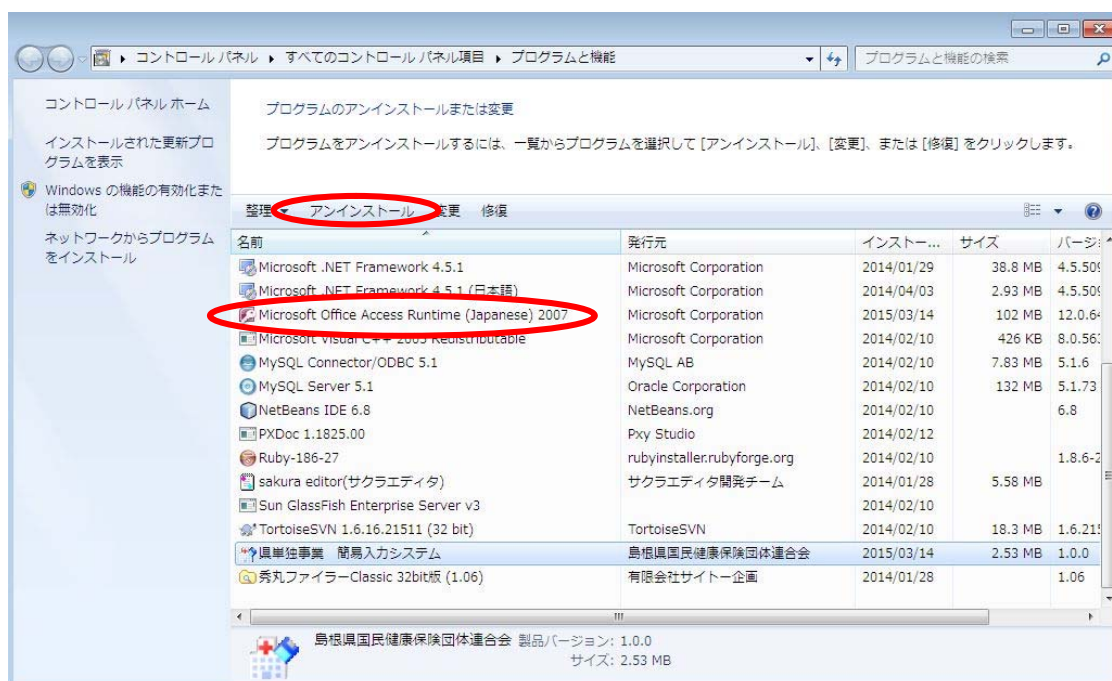 コントロール パネル ▸ すべてのコントロール パネル項目 ▸ プログラムと機能
プログラムと機能の検索
コントロール パネル ホーム
インストールされた更新プロ
グラムを表示
Windows の機能の有効化また
は無効化
ネットワークからプログラム
をインストール
プログラムのアンインストールまたは変更
プログラムをアンインストールするには、一覧からプログラムを選択して [アンインストール]、[変更]、または [修復] をクリックします。
整理 アンインストール 変更 修復
名前 発行元 インストー... サイズ バージ
Microsoft .NET Framework 4.5.1 Microsoft Corporation 2014/01/29 38.8 MB 4.5.509
Microsoft .NET Framework 4.5.1 (日本語) Microsoft Corporation 2014/04/03 2.93 MB 4.5.509
Microsoft Office Access Runtime (Japanese) 2007 Microsoft Corporation 2015/03/14 102 MB 12.0.64
Microsoft Visual C++ 2005 Redistributable Microsoft Corporation 2014/02/10 426 KB 8.0.56
MySQL Connector/ODBC 5.1 MySQL AB 2014/02/10 7.83 MB 5.1.6
MySQL Server 5.1 Oracle Corporation 2014/02/10 132 MB 5.1.73
NetBeans IDE 6.8 NetBeans.org 2014/02/10 6.8
PXDoc 1.1825.00 Pxy Studio 2014/02/12
Ruby-186-27 rubyinstaller.rubyforge.org 2014/02/10 1.8.6-2
sakura editor(サクラエディタ) サクラエディタ開発チーム 2014/01/28 5.58 MB
Sun GlassFish Enterprise Server v3 2014/02/10
TortoiseSVN 1.6.16.21511 (32 bit) TortoiseSVN 2014/02/10 18.3 MB 1.6.21
県単独事業 簡易入力システム 島根県国民健康保険団体連合会 2015/03/14 2.53 MB 1.0.0
秀丸ファイラーClassic 32bit版 (1.06) 有限会社サイトー企画 2014/01/28 1.06
島根県国民健康保険団体連合会 製品バージョン: 1.0.0
サイズ: 2.53 MB